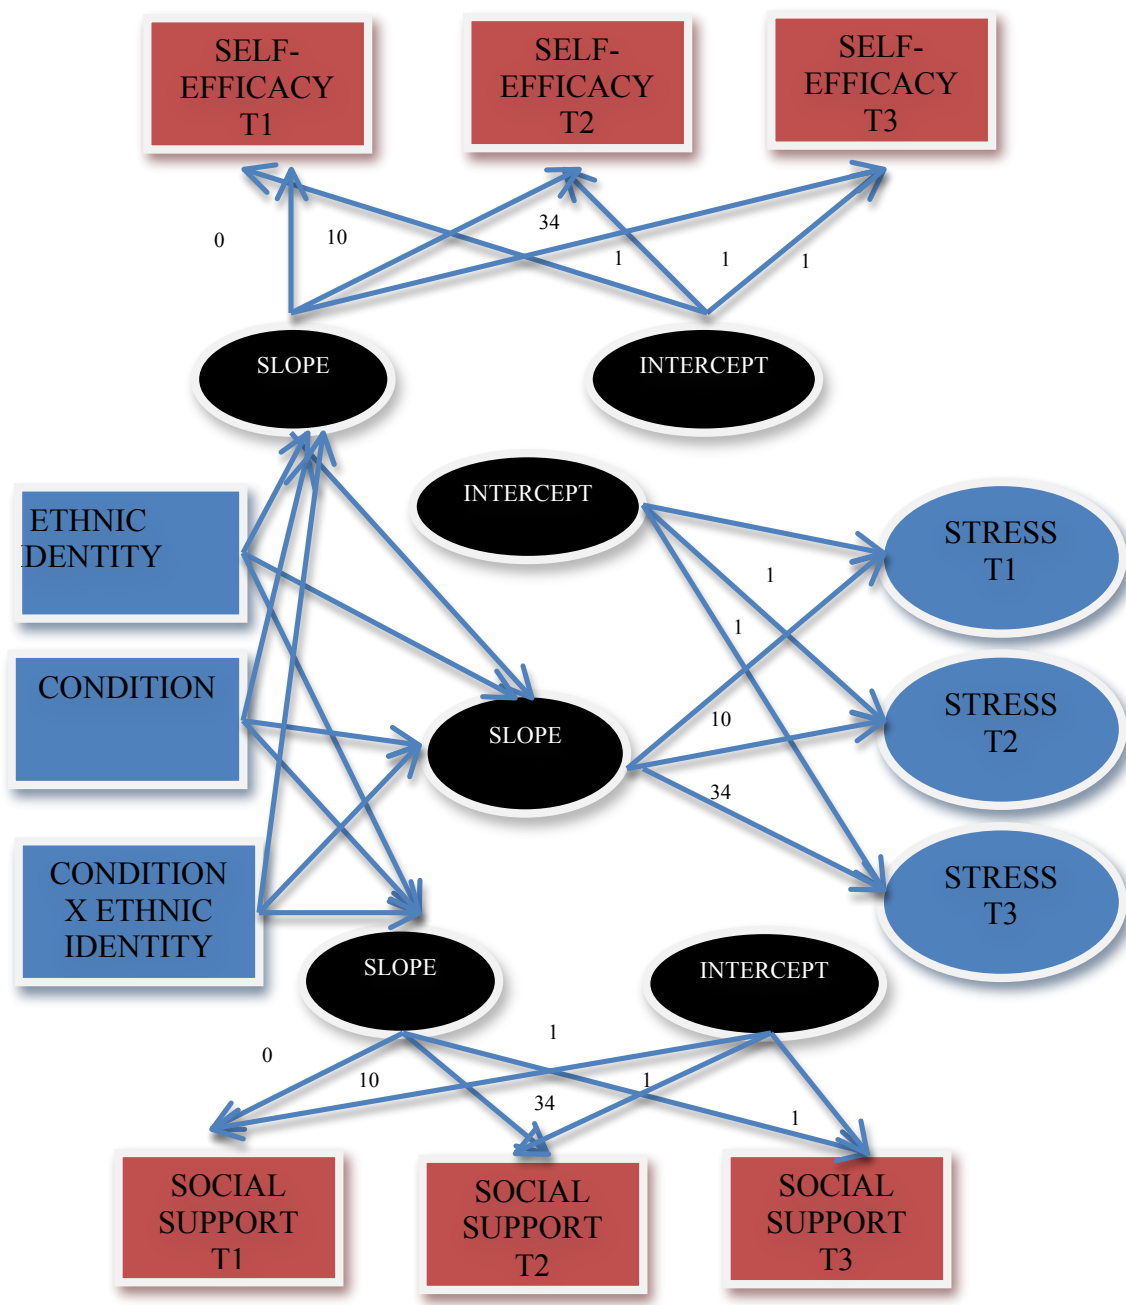 SELF-
EFFICACY
T1
SELF-
EFFICACY
T2
SELF-
EFFICACY
T3
0
10
34
1
1
1
SLOPE
INTERCEPT
INTERCEPT
ETHNIC
IDENTITY
STRESS
T1
1
1
CONDITION
10
SLOPE
STRESS
T2
34
CONDITION
X ETHNIC
IDENTITY
STRESS
T3
SLOPE
INTERCEPT
0
10
1
34
1
1
SOCIAL
SUPPORT
T1
SOCIAL
SUPPORT
T2
SOCIAL
SUPPORT
T3